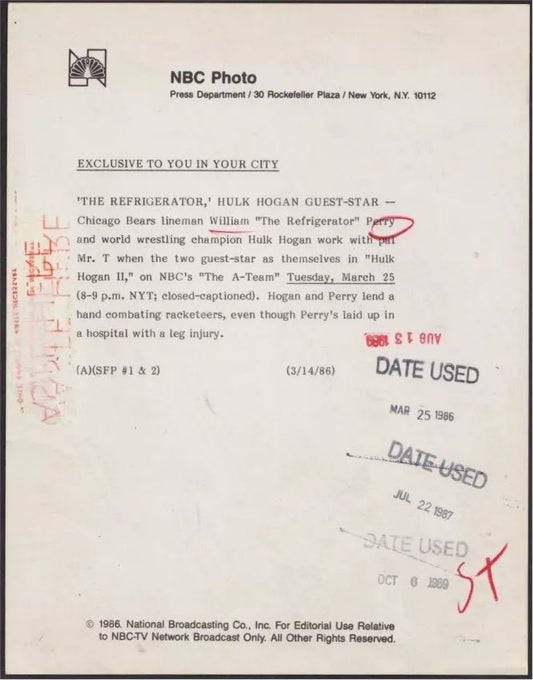 NBC Photo
Press Department / 30 Rockefeller Plaza / New York, N.Y. 10112
EXCLUSIVE TO YOU IN YOUR CITY
'THE REFRIGERATOR,' HULK HOGAN GUEST-STAR —
Chicago Bears lineman William "The Refrigerator" Perry
and world wrestling champion Hulk Hogan work with pal
Mr. T when the two guest-star as themselves in "Hulk
Hogan II," on NBC's "The A-Team" Tuesday, March 25
(8-9 p.m. NYT; closed-captioned). Hogan and Perry lend a
hand combating racketeers, even though Perry's laid up in
a hospital with a leg injury.
(A)(SFP #1 & 2) (3/14/86)
AUG 13 1989
DATE USED
MAR 25 1986
DATE USED
JUL 22 1987
DATE USED
OCT 6 1989
© 1986. National Broadcasting Co., Inc. For Editorial Use Relative
to NBC-TV Network Broadcast Only. All Other Rights Reserved.